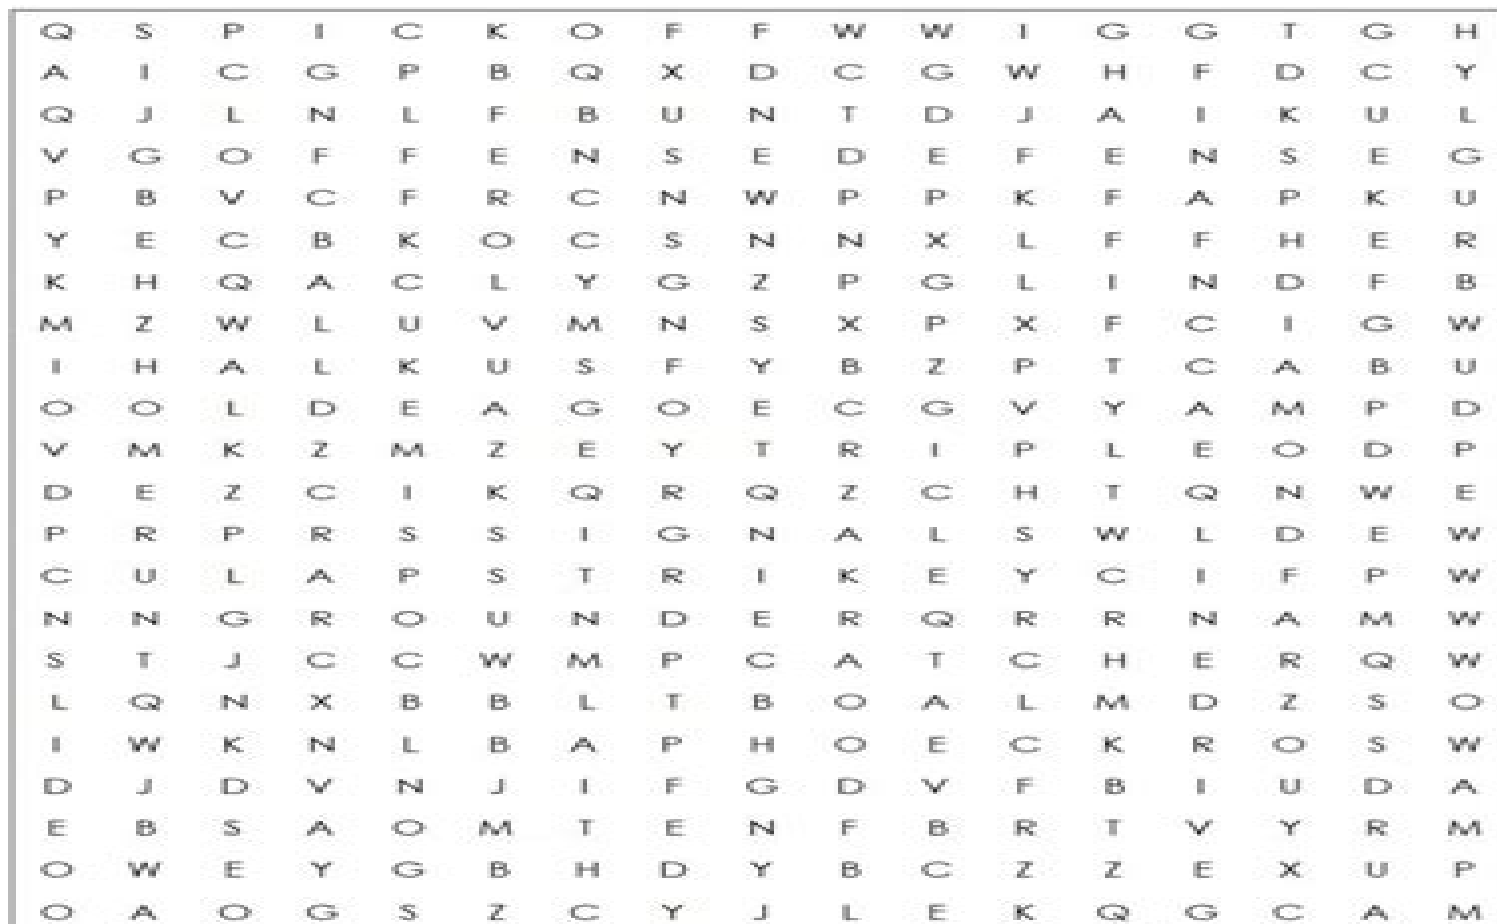 Q S P I C K O F F W W I G G T G H
A I C G P B Q X D C G W H F D C Y
Q J L N L F B U N T D J A I K U L
V G O F F E N S E D E F E N S E G
P B V C F R C N W P P K F A P K U
Y E C B K O C S N N X L F F H E R
K H Q A C L Y G Z P G L I N D F B
M Z W L U V M N S X P X F C I G W
I H A L K U S F Y B Z P T C A B U
O O L D E A G O E C G V Y A M P D
V M K Z M Z E Y T R I P L E O D P
D E Z C I K Q R Q Z C H T Q N W E
P R P R S S I G N A L S W L D E W
C U L A P S T R I K E Y C I F P W
N N G R O U N D E R Q R R N A M W
S T J C C W M P C A T C H E R Q W
L Q N X B B L T B O A L M D Z S O
I W K N L B A P H O E C K R O S W
D J D V N J I F G D V F B I U D A
E B S A O M T E N F B R T V Y R M
O W E Y G B H D Y B C Z Z E X U P
O A O G S Z C Y J L E K Q G C A M